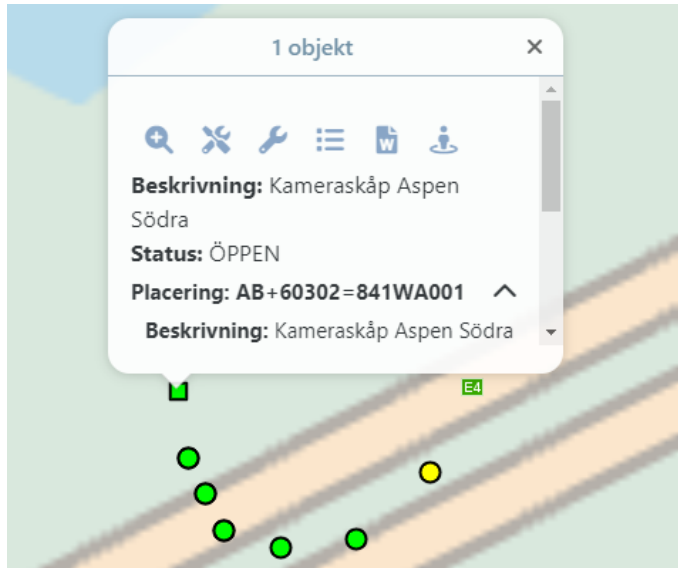 1 objekt
Beskrivning: Kameraskåp Aspen
Södra
Status: ÖPPEN
Placering: AB+60302=841WA001
Beskrivning: Kameraskåp Aspen Södra
E4
W